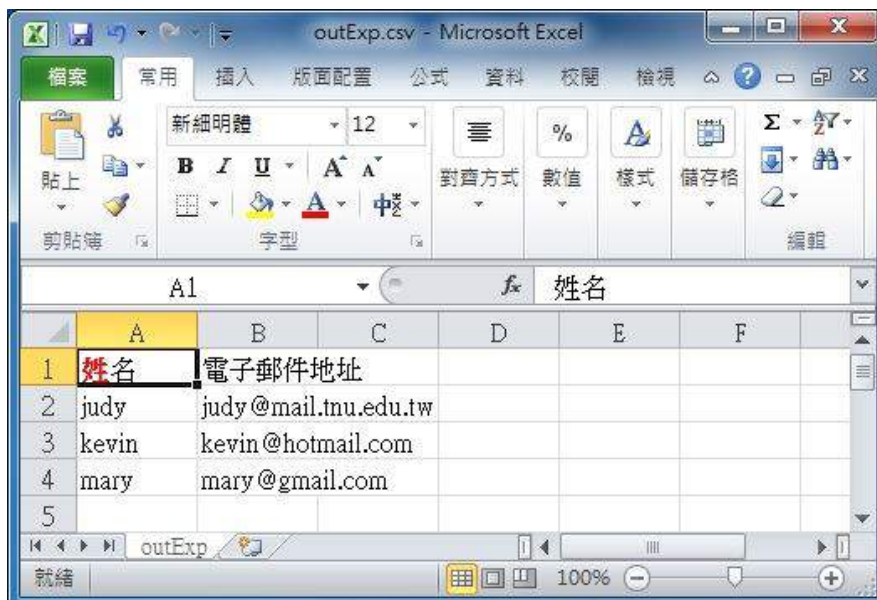 outExp.csv - Microsoft Excel
檔案 常用 插入 版面配置 公式 資料 校閱 檢視
新細明體 12
B I U A A
貼上 A 中
對齊方式 % 數值 A 樣式 儲存格 Σ
剪貼簿 字型 編輯
A1 fx 姓名
A B C D E F
1 姓名 電子郵件地址
2 judy judy@mail.tnu.edu.tw
3 kevin kevin@hotmail.com
4 mary mary@gmail.com
5
outExp
就緒 100%